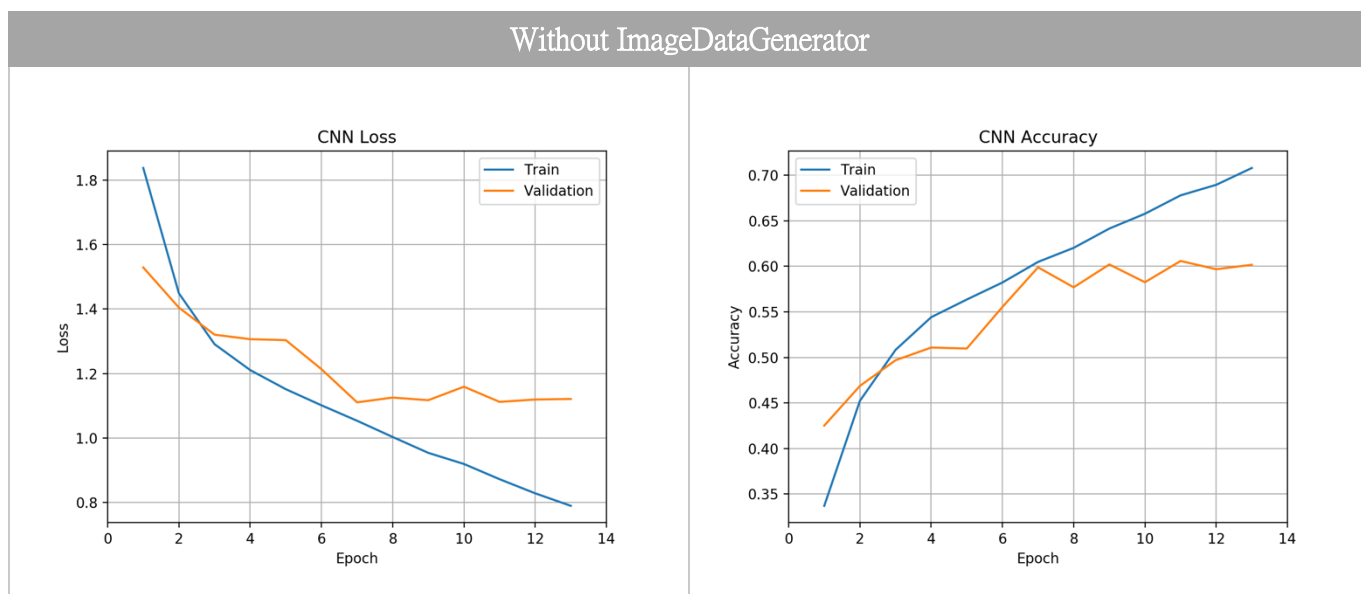 Without ImageDataGenerator
CNN Loss
Train
Validation
1.8
1.6
1.4
1.2
1.0
0.8
Loss
0 2 4 6 8 10 12 14
Epoch
CNN Accuracy
Train
Validation
0.70
0.65
0.60
0.55
0.50
0.45
0.40
0.35
Accuracy
0 2 4 6 8 10 12 14
Epoch